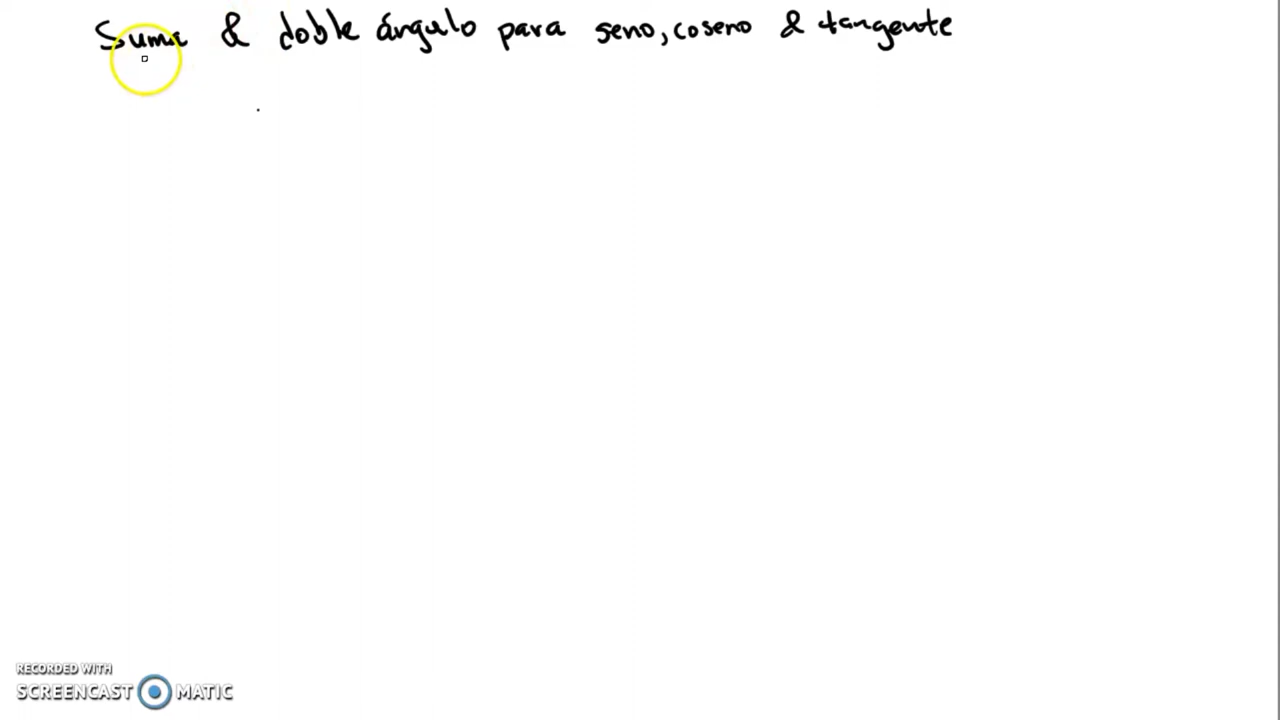 Suma & doble ángulo para seno, coseno & tangente
RECORDED WITH
SCREENCAST MATIC